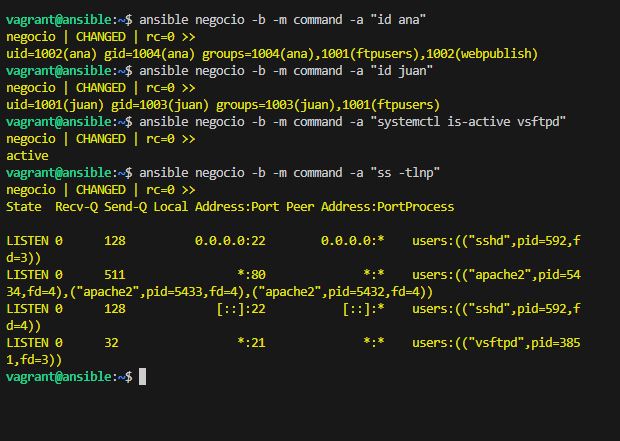 vagrant@ansible:~$ ansible negocio -b -m command -a "id ana"
negocio | CHANGED | rc=0 >>
uid=1002(ana) gid=1004(ana) groups=1004(ana),1001(ftpusers),1002(webpublish)
vagrant@ansible:~$ ansible negocio -b -m command -a "id juan"
negocio | CHANGED | rc=0 >>
uid=1001(juan) gid=1003(juan) groups=1003(juan),1001(ftpusers)
vagrant@ansible:~$ ansible negocio -b -m command -a "systemctl is-active vsftpd"
negocio | CHANGED | rc=0 >>
active
vagrant@ansible:~$ ansible negocio -b -m command -a "ss -tlnp"
negocio | CHANGED | rc=0 >>
State  Recv-Q Send-Q Local Address:Port Peer Address:PortProcess
LISTEN 0      128          0.0.0.0:22        0.0.0.0:*    users:(("sshd",pid=592,f
d=3))
LISTEN 0      511                *:80              *:*    users:(("apache2",pid=54
34,fd=4),("apache2",pid=5433,fd=4),("apache2",pid=5432,fd=4))
LISTEN 0      128             [::]:22           [::]:*    users:(("sshd",pid=592,f
d=4))
LISTEN 0      32                 *:21              *:*    users:(("vsftpd",pid=385
1,fd=3))
vagrant@ansible:~$